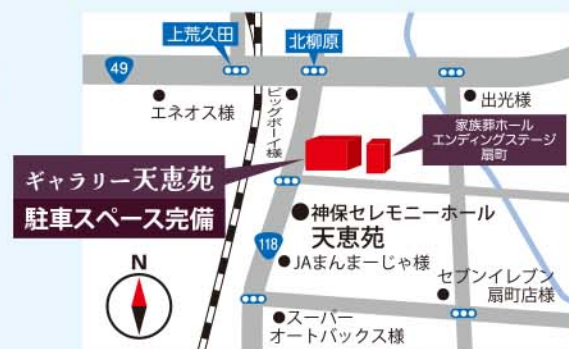 上荒久田
北柳原
49
エネオス様
ビッグボーイ様
出光様
家族葬ホール
エンディングステージ
扇町
ギャラリー天恵苑
駐車スペース完備
神保セレモニーホール
天恵苑
118
JAまんまーじゃ様
N
セブンイレブン
扇町店様
スーパー
オートバックス様